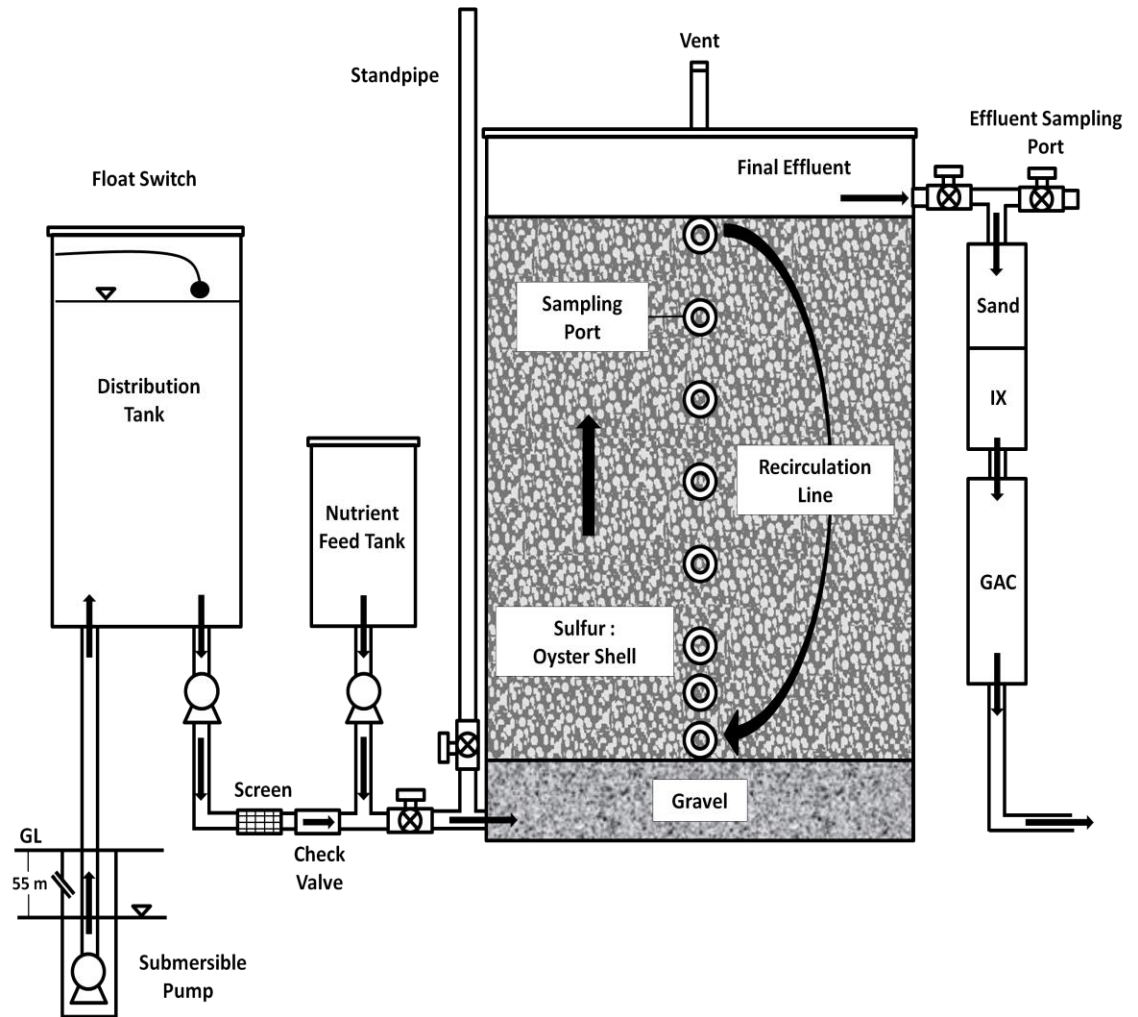 Vent
Standpipe
Effluent Sampling
Port
Final Effluent
Float Switch
Sand
Sampling
Port
Distribution
Tank
IX
Recirculation
Line
Nutrient
Feed Tank
GAC
Sulfur :
Oyster Shell
Screen
Gravel
GL
Check
Valve
55 m
Submersible
Pump